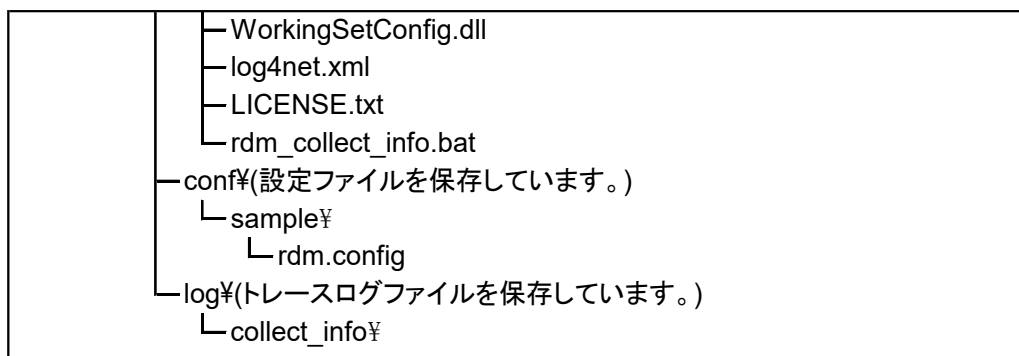 WorkingSetConfig.dll
log4net.xml
LICENSE.txt
rdm_collect_info.bat
conf¥(設定ファイルを保存しています。)
sample¥
rdm.config
log¥(トレースログファイルを保存しています。)
collect_info¥